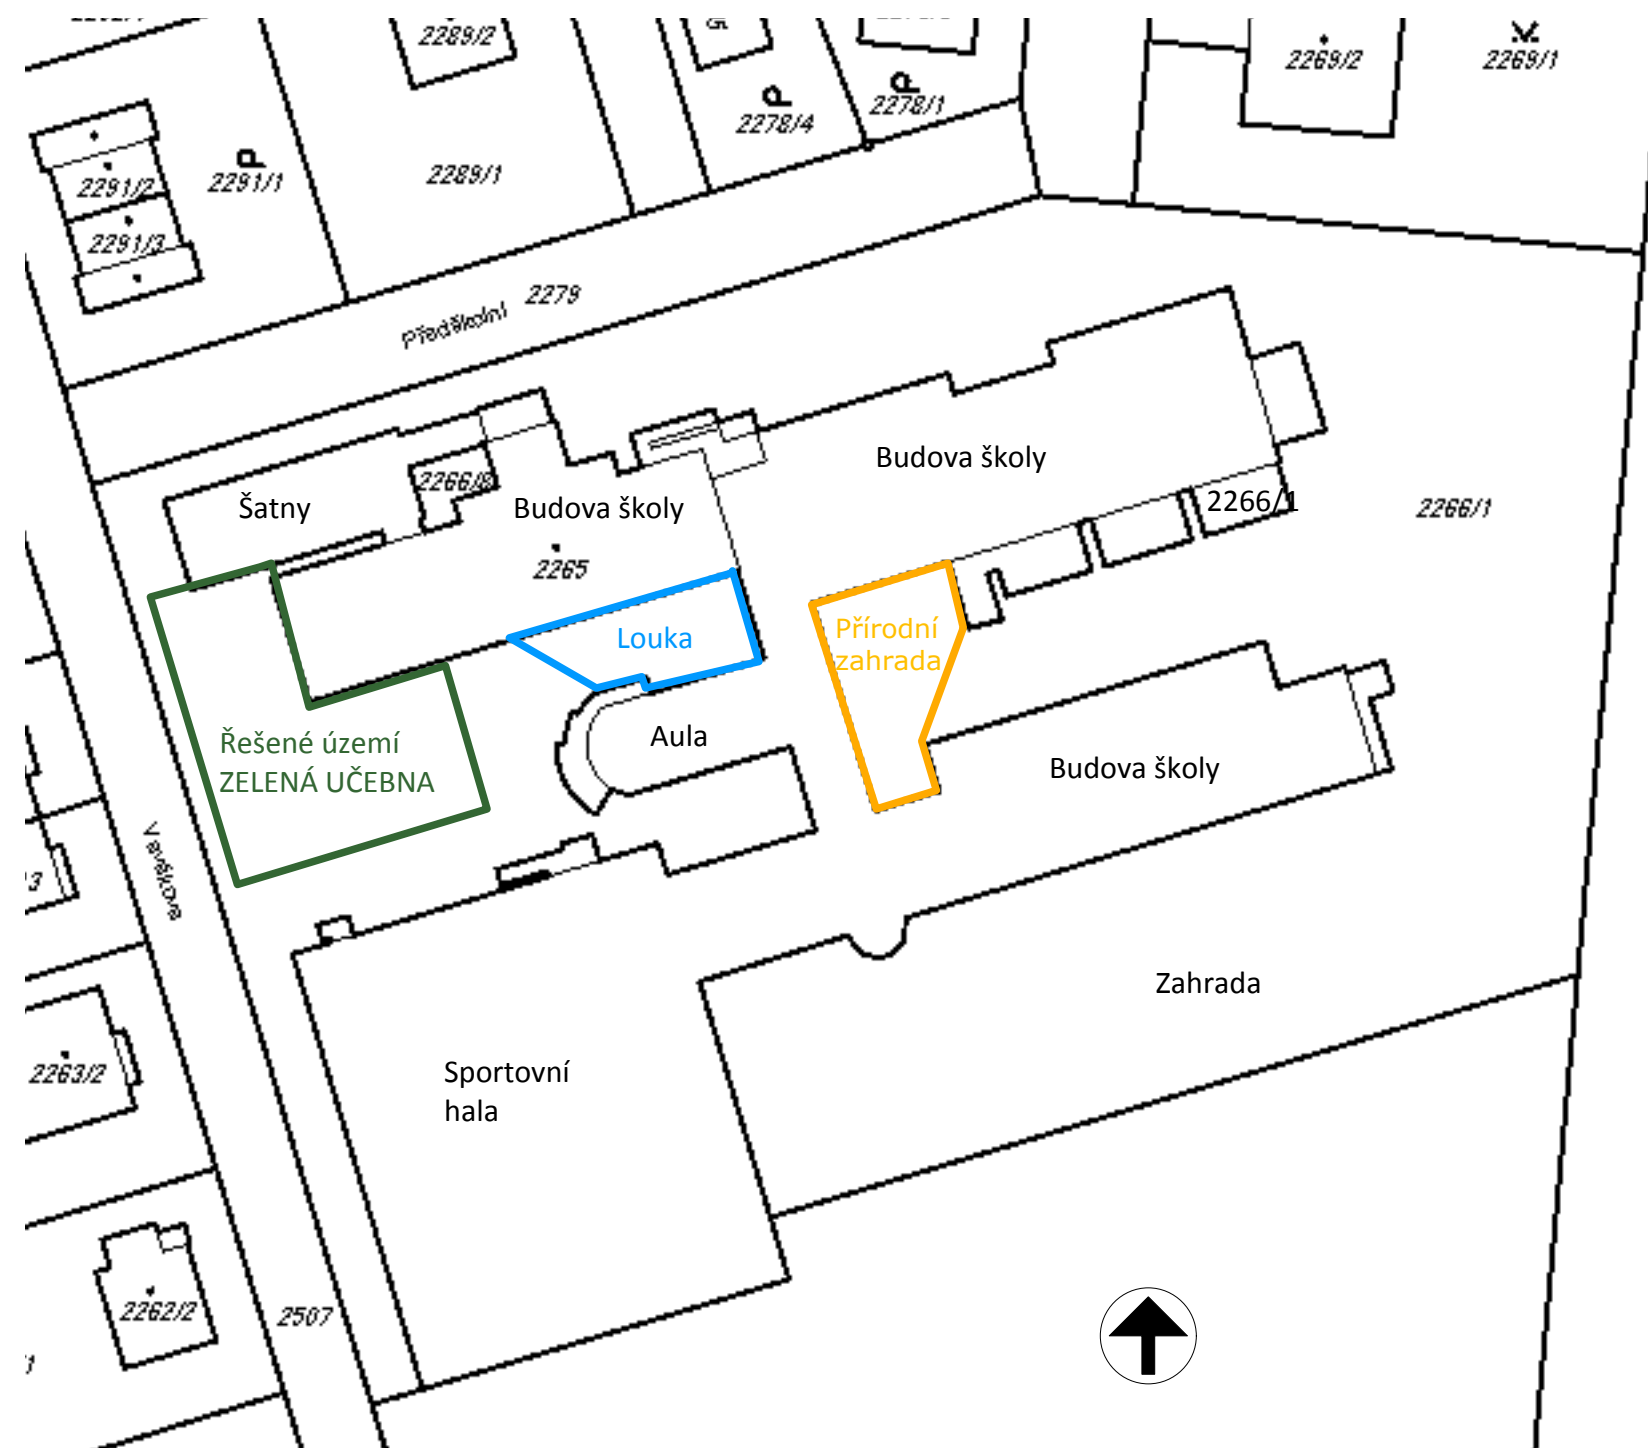 2289/2
2269/2
2269/1
2278/4
2278/1
2291/2
2291/1
2289/1
2291/3
2279
Předškolní
Budova školy
2266/8
Šatny
Budova školy
2266/1
2266/1
2265
Louka
Přírodní
zahrada
Řešené území
ZELENÁ UČEBNA
Aula
Budova školy
Zahrada
Sportovní
hala
2263/2
2262/2
2507